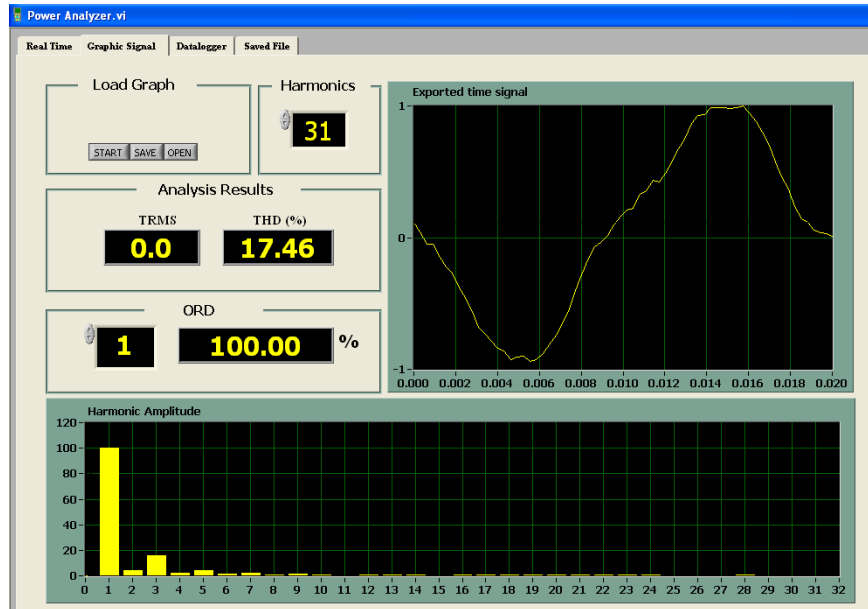 Power Analyzer.vi
Real Time Graphic Signal Datalogger Saved File
Load Graph
START SAVE OPEN
Harmonics
31
Analysis Results
TRMS THD (%)
0.0 17.46
ORD
1 100.00 %
Exported time signal
1
0
-1
0.000 0.002 0.004 0.006 0.008 0.010 0.012 0.014 0.016 0.018 0.020
Harmonic Amplitude
120
100
80
60
40
20
0
0 1 2 3 4 5 6 7 8 9 10 11 12 13 14 15 16 17 18 19 20 21 22 23 24 25 26 27 28 29 30 31 32